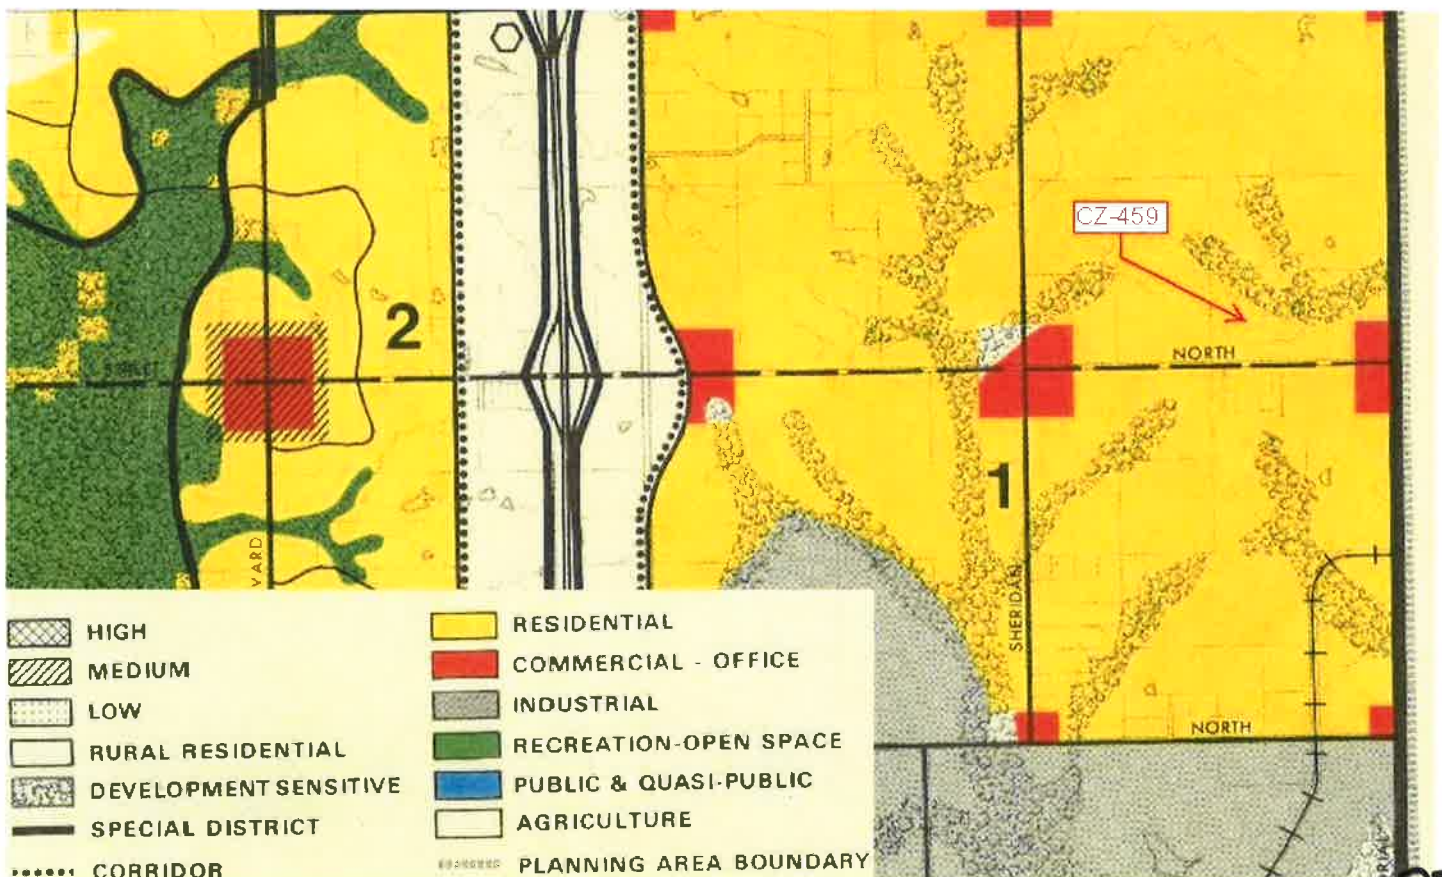 CZ-459
2
NORTH
1
VARD
SHERIDAN
NORTH
HIGH
MEDIUM
LOW
RURAL RESIDENTIAL
DEVELOPMENT SENSITIVE
SPECIAL DISTRICT
CORRIDOR
RESIDENTIAL
COMMERCIAL - OFFICE
INDUSTRIAL
RECREATION-OPEN SPACE
PUBLIC & QUASI-PUBLIC
AGRICULTURE
PLANNING AREA BOUNDARY